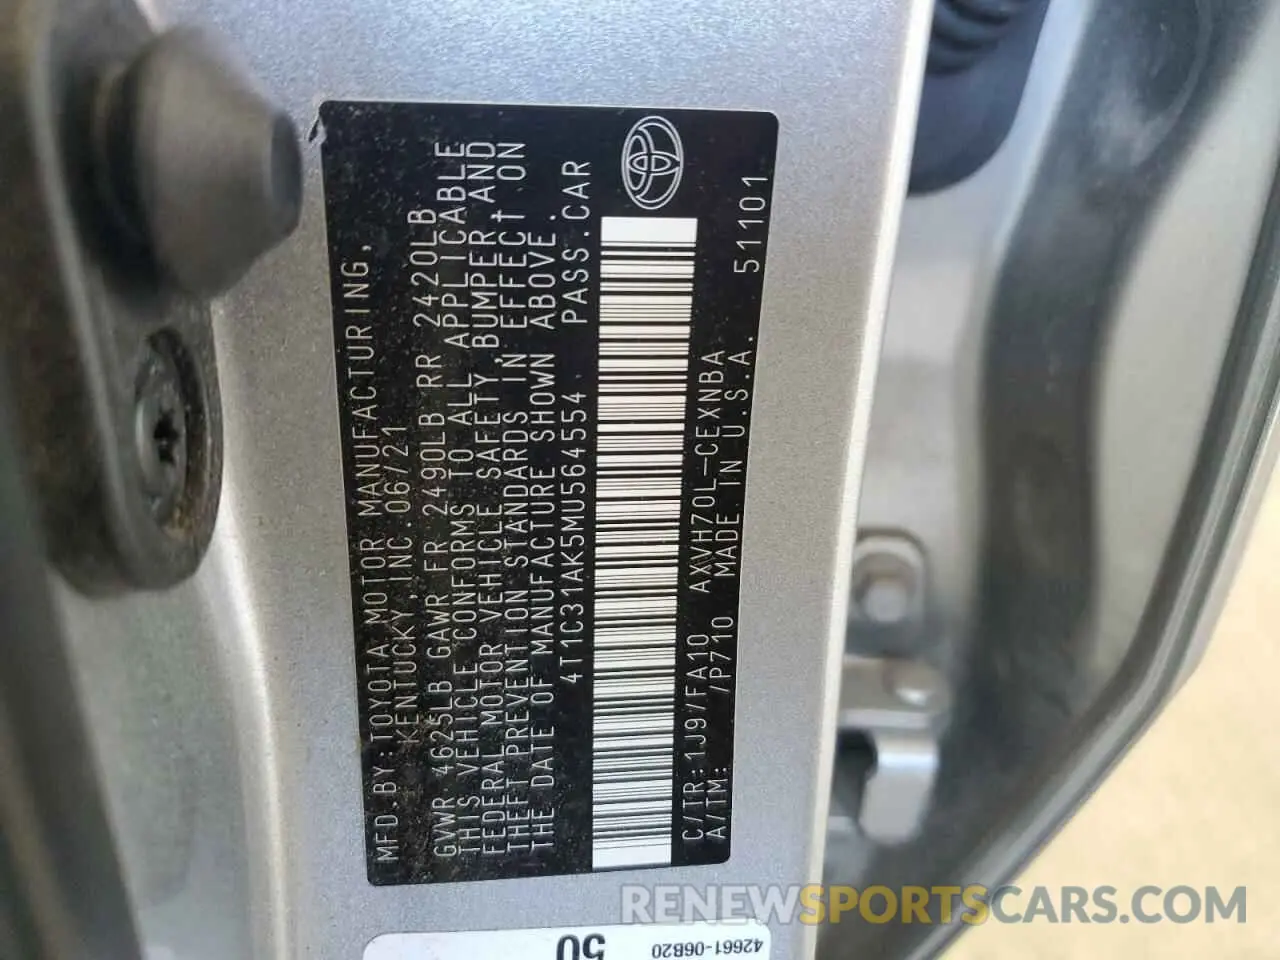 MFD.BY:TOYOTA MOTOR MANUFACTURING,
KENTUCKY,INC.06/21
GVWR 4625LB GAWR FR 2490LB RR 2420LB
THIS VEHICLE CONFORMS TO ALL APPLICABLE
FEDERAL MOTOR VEHICLE SAFETY,BUMPER,AND
THEFT PREVENTION STANDARDS IN EFFECT ON
THE DATE OF MANUFACTURE SHOWN ABOVE.
4T1C31AK5MU564554 PASS.CAR
C/TR:1J9/FA10 AXVH70L-CEXNBA
A/TM: /P710 MADE IN U.S.A. 51101
50
42661-06B20
RENEWSPORTSCARS.COM